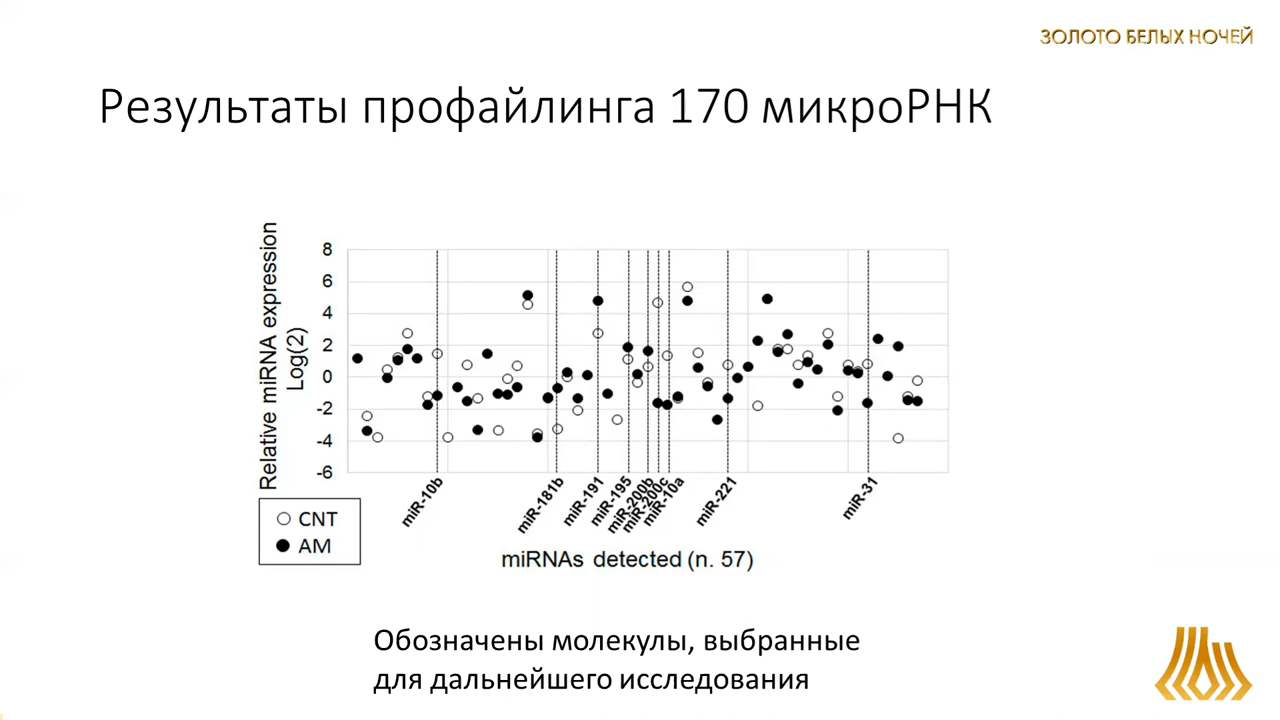 ЗОЛОТО БЕЛЫХ НОЧЕЙ
Результаты профайлинга 170 микроРНК
Relative miRNA expression
Log(2)
8
6
4
2
0
-2
-4
-6
miR-10b
miR-181b
miR-191
miR-195
miR-200b
miR-200c
miR-10a
miR-221
miR-31
CNT
AM
miRNAs detected (n. 57)
Обозначены молекулы, выбранные
для дальнейшего исследования